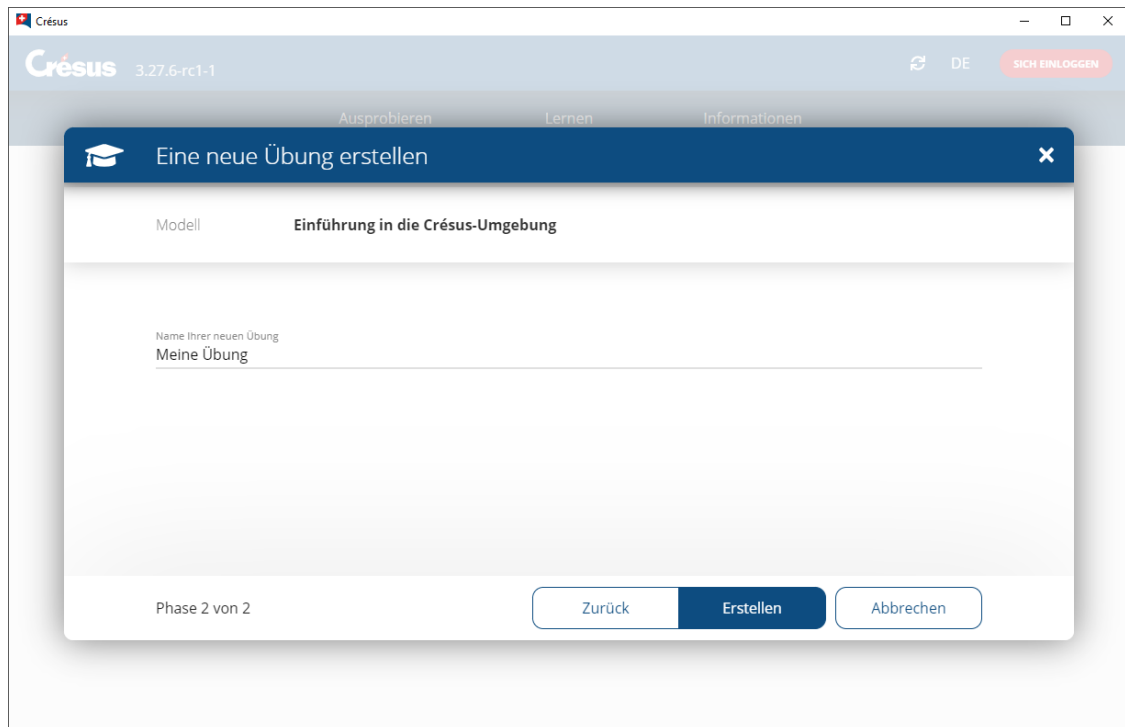 Crésus
Crésus 3.27.6-rc1-1 DE SICH EINLOGGEN
Ausprobieren Lernen Informationen
Eine neue Übung erstellen
Modell Einführung in die Crésus-Umgebung
Name Ihrer neuen Übung
Meine Übung
Phase 2 von 2 Zurück Erstellen Abbrechen